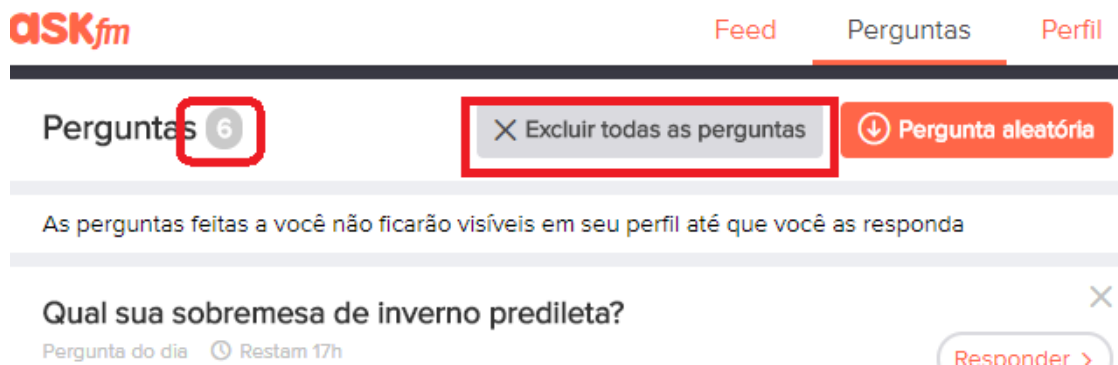 ASKfm Feed Perguntas Perfil
Perguntas 6 Excluir todas as perguntas Pergunta aleatória
As perguntas feitas a você não ficarão visíveis em seu perfil até que você as responda
Qual sua sobremesa de inverno predileta?
Pergunta do dia Restam 17h
Responder >